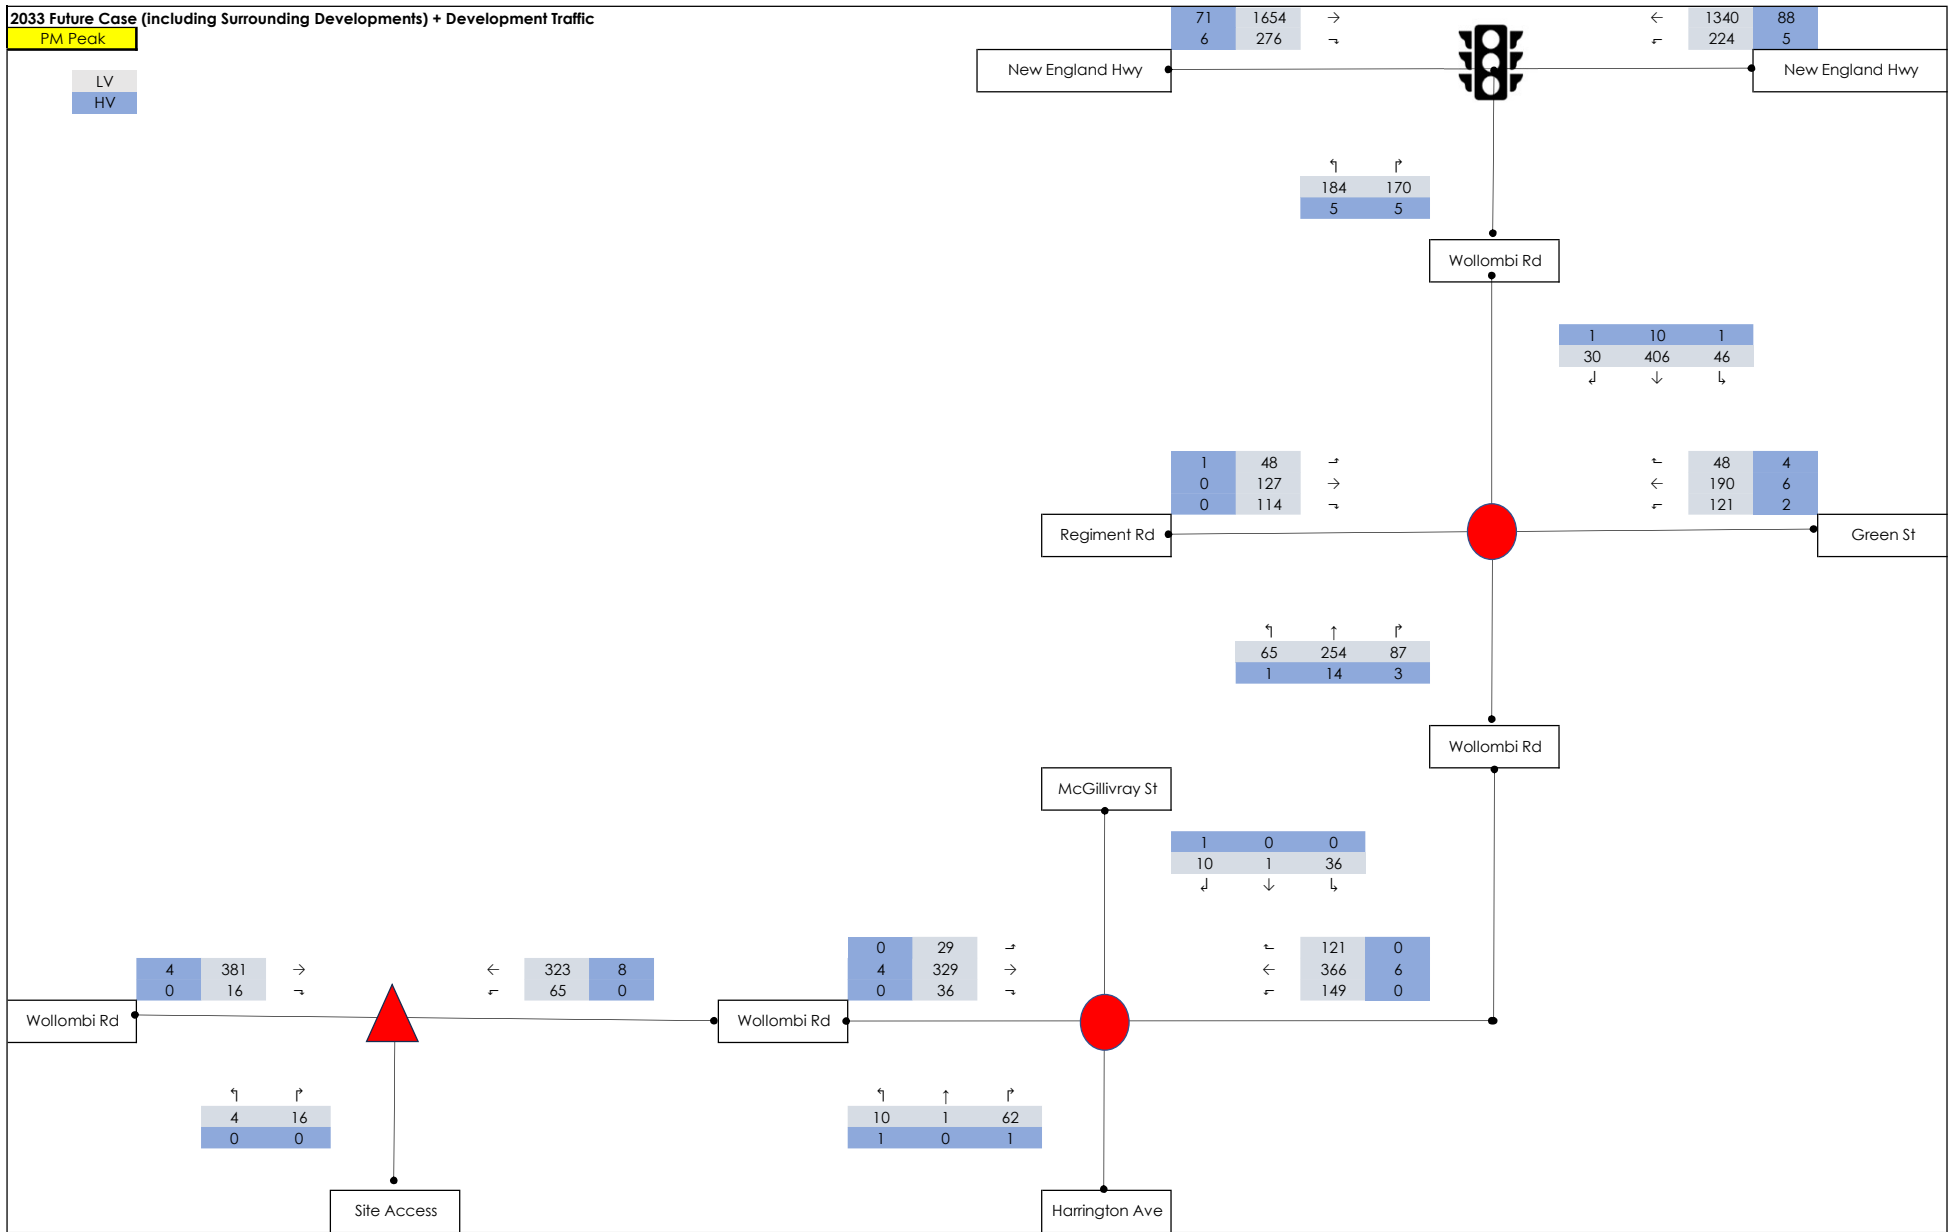 2033 Future Case (including Surrounding Developments) + Development Traffic
PM Peak
LV
HV
71 1654 → ← 1340 88
6 276 ⬎ ⬐ 224 5
New England Hwy
New England Hwy
↰ ↱
184 170
5 5
Wollombi Rd
1 10 1
30 406 46
↲ ↓ ↳
1 48 ⬏ ⬑ 48 4
0 127 → ← 190 6
0 114 ⬎ ⬐ 121 2
Regiment Rd
Green St
↰ ↑ ↱
65 254 87
1 14 3
Wollombi Rd
McGillivray St
1 0 0
10 1 36
↲ ↓ ↳
0 29 ⬏ ⬑ 121 0
4 329 → ← 366 6
0 36 ⬎ ⬐ 149 0
4 381 → ← 323 8
0 16 ⬎ ⬐ 65 0
Wollombi Rd
Wollombi Rd
↰ ↱
4 16
0 0
↰ ↑ ↱
10 1 62
1 0 1
Site Access
Harrington Ave